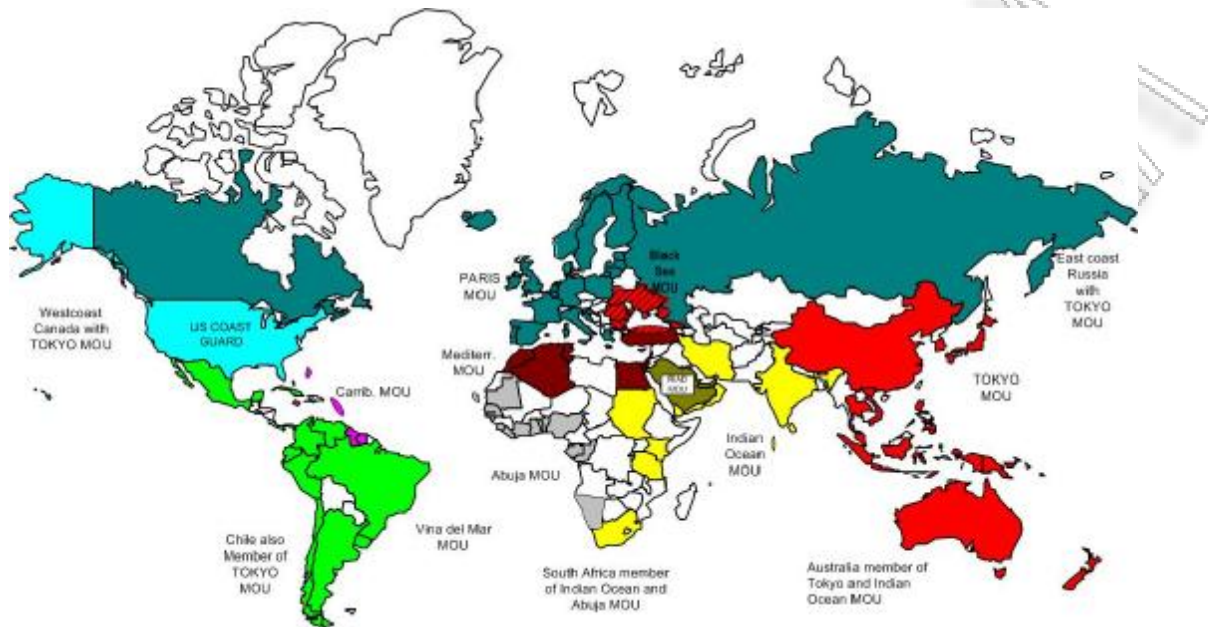 Black
Sea
MOU
PARIS
MOU
East coast
Russia
with
TOKYO
MOU
Westcoast
Canada with
TOKYO MOU
US COAST
GUARD
Mediterr.
MOU
RIAD
MOU
TOKYO
MOU
Carrib. MOU
Indian
Ocean
MOU
Abuja MOU
Vina del Mar
MOU
Chile also
Member of
TOKYO
MOU
South Africa member
of Indian Ocean and
Abuja MOU
Australia member of
Tokyo and Indian
Ocean MOU